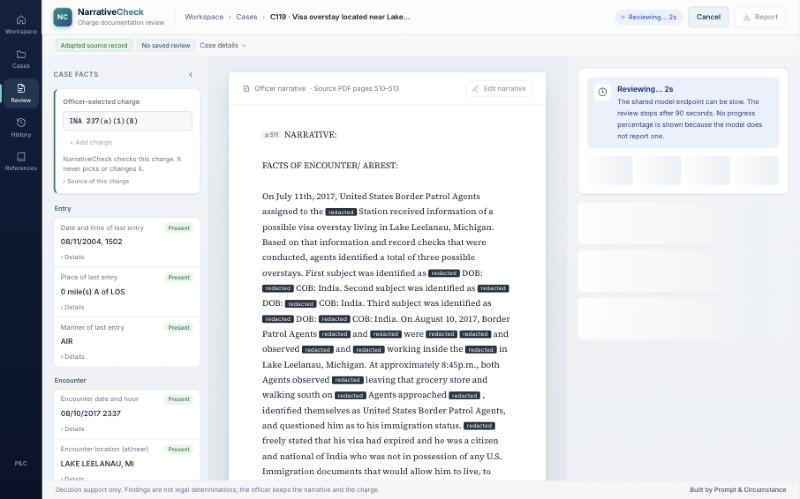 NC
NarrativeCheck
Charge documentation review
Workspace › Cases › C119 · Visa overstay located near Lake...
Reviewing... 2s
Cancel
Report
Adapted source record
No saved review
Case details
Workspace
Cases
Review
History
References
P&C
CASE FACTS
Officer-selected charge
INA 237(a)(1)(B)
+ Add charge
NarrativeCheck checks this charge. It
never picks or changes it.
› Source of this charge
Entry
Date and time of last entry
Present
08/11/2004, 1502
› Details
Place of last entry
Present
0 mile(s) A of LOS
› Details
Manner of last entry
Present
AIR
› Details
Encounter
Encounter date and hour
Present
08/10/2017 2337
› Details
Encounter location (at/near)
Present
LAKE LEELANAU, MI
› Details
Officer narrative · Source PDF pages 510–513
Edit narrative
p 511 NARRATIVE:
FACTS OF ENCOUNTER/ ARREST:
On July 11th, 2017, United States Border Patrol Agents
assigned to the redacted Station received information of a
possible visa overstay living in Lake Leelanau, Michigan.
Based on that information and record checks that were
conducted, agents identified a total of three possible
overstays. First subject was identified as redacted DOB:
redacted COB: India. Second subject was identified as redacted
DOB: redacted COB: India. Third subject was identified as
redacted DOB: redacted COB: India. On August 10, 2017, Border
Patrol Agents redacted and redacted were redacted redacted and
observed redacted and redacted working inside the redacted in
Lake Leelanau, Michigan. At approximately 8:45p.m., both
Agents observed redacted leaving that grocery store and
walking south on redacted Agents approached redacted ,
identified themselves as United States Border Patrol Agents,
and questioned him as to his immigration status. redacted
freely stated that his visa had expired and he was a citizen
and national of India who was not in possession of any U.S.
Immigration documents that would allow him to live, to
Reviewing... 2s
The shared model endpoint can be slow. The
review stops after 90 seconds. No progress
percentage is shown because the model does
not report one.
Decision support only. Findings are not legal determinations; the officer keeps the narrative and the charge.
Built by Prompt & Circumstance